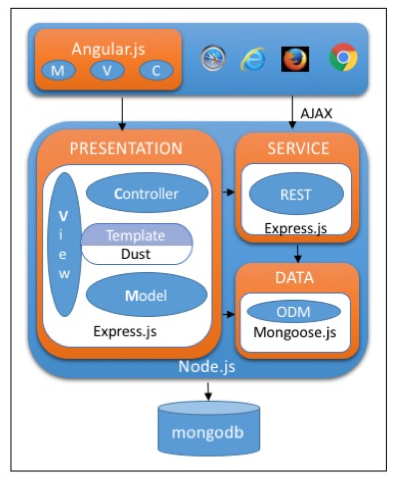 Angular.js
M V C
AJAX
PRESENTATION
View
Controller
Template
Dust
Model
Express.js
SERVICE
REST
Express.js
DATA
ODM
Mongoose.js
Node.js
mongodb